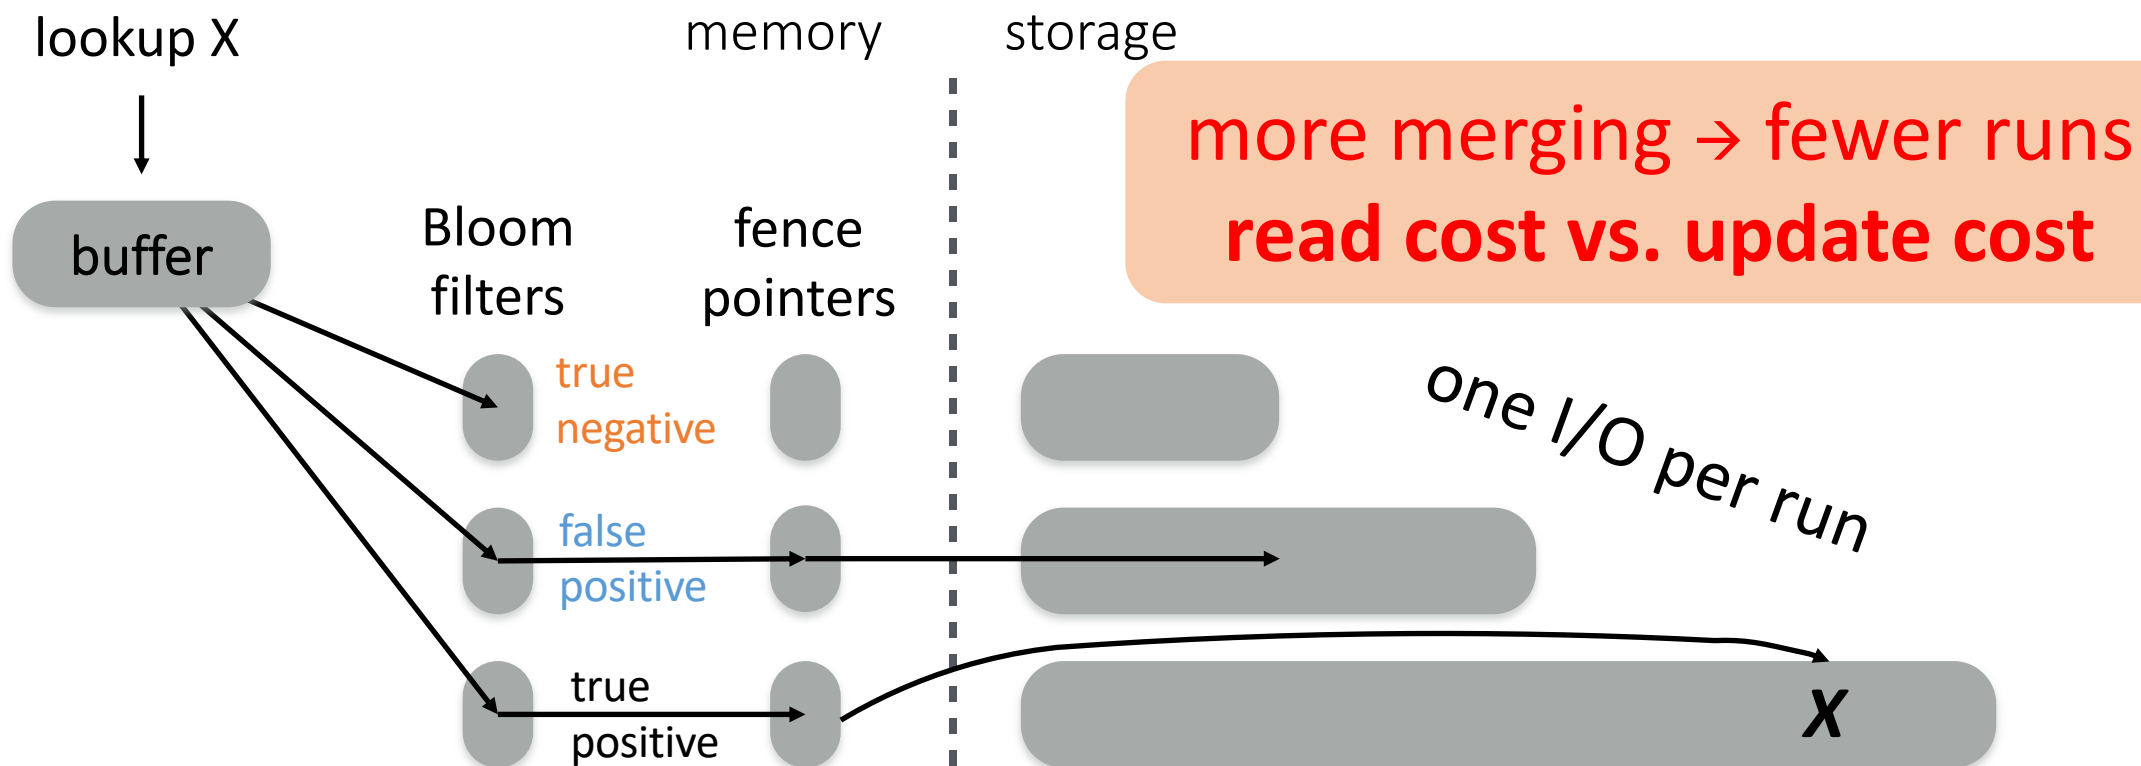 lookup X
memory
storage
more merging → fewer runs
read cost vs. update cost
buffer
Bloom
filters
fence
pointers
true
negative
one I/O per run
false
positive
true
positive
X